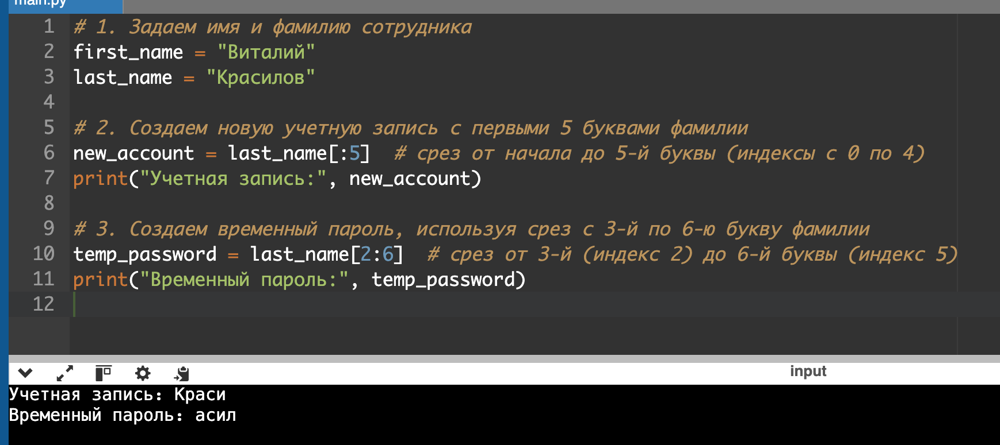 main.py
1 # 1. Задаем имя и фамилию сотрудника
2 first_name = "Виталий"
3 last_name = "Красилов"
4
5 # 2. Создаем новую учетную запись с первыми 5 буквами фамилии
6 new_account = last_name[:5]  # срез от начала до 5-й буквы (индексы с 0 по 4)
7 print("Учетная запись:", new_account)
8
9 # 3. Создаем временный пароль, используя срез с 3-й по 6-ю букву фамилии
10 temp_password = last_name[2:6]  # срез от 3-й (индекс 2) до 6-й буквы (индекс 5)
11 print("Временный пароль:", temp_password)
12
input
Учетная запись: Краси
Временный пароль: асил